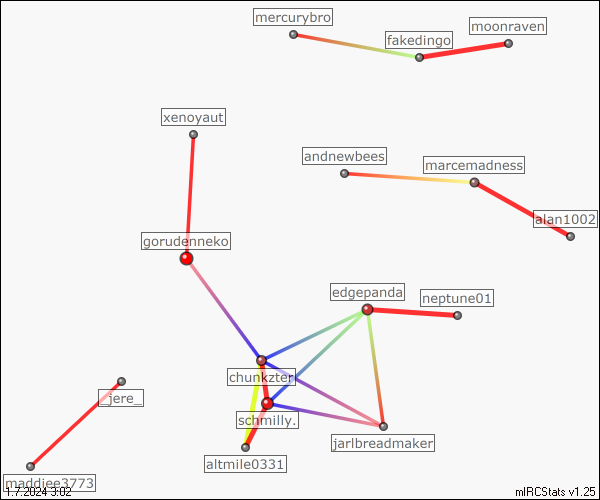 mercurybro
moonraven
fakedingo
xenoyaut
andnewbees
marcemadness
alan1002
gorudenneko
edgepanda
neptune01
chunkzter
_jere_
schmilly.
jarlbreadmaker
altmile0331
maddiee3773
1.7.2024 3:02
mIRCStats v1.25